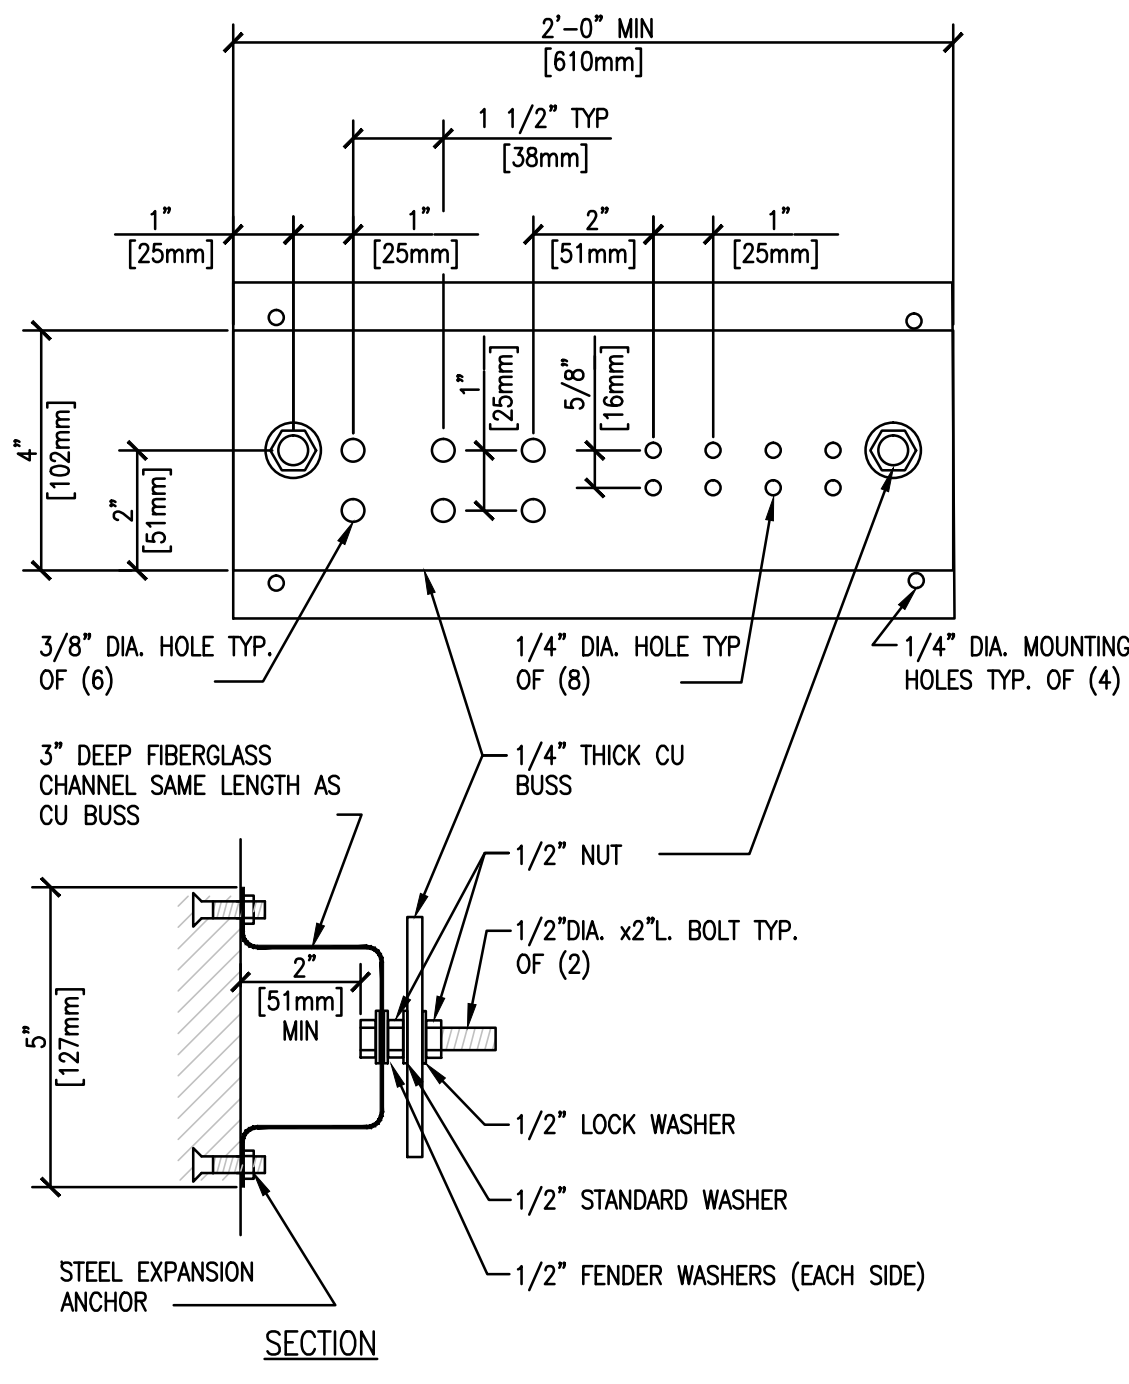 2'-0" MIN
[610mm]
1 1/2" TYP
[38mm]
1"
[25mm]
1"
[25mm]
2"
[51mm]
1"
[25mm]
4"
[102mm]
2"
[51mm]
1"
[25mm]
5/8"
[16mm]
3/8" DIA. HOLE TYP.
OF (6)
1/4" DIA. HOLE TYP
OF (8)
1/4" DIA. MOUNTING
HOLES TYP. OF (4)
3" DEEP FIBERGLASS
CHANNEL SAME LENGTH AS
CU BUSS
1/4" THICK CU
BUSS
1/2" NUT
1/2"DIA. x2"L. BOLT TYP.
OF (2)
2"
[51mm]
MIN
5"
[127mm]
1/2" LOCK WASHER
1/2" STANDARD WASHER
1/2" FENDER WASHERS (EACH SIDE)
STEEL EXPANSION
ANCHOR
SECTION